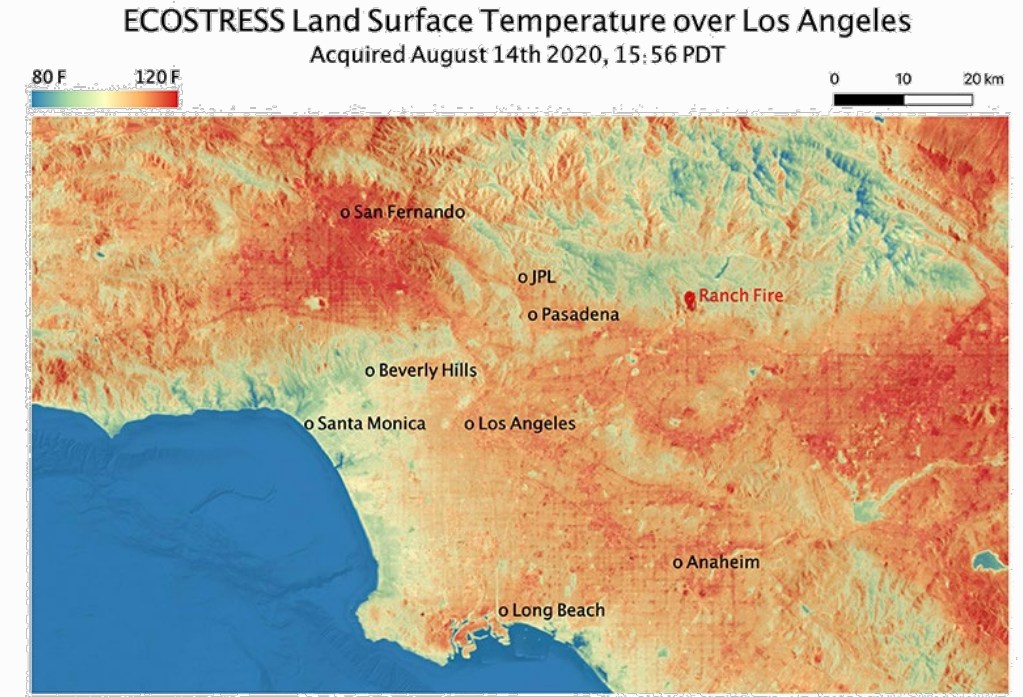 ECOSTRESS Land Surface Temperature over Los Angeles
Acquired August 14th 2020, 15:56 PDT
80 F 120 F
0 10 20 km
San Fernando
JPL
Ranch Fire
Pasadena
Beverly Hills
Santa Monica
Los Angeles
Anaheim
Long Beach